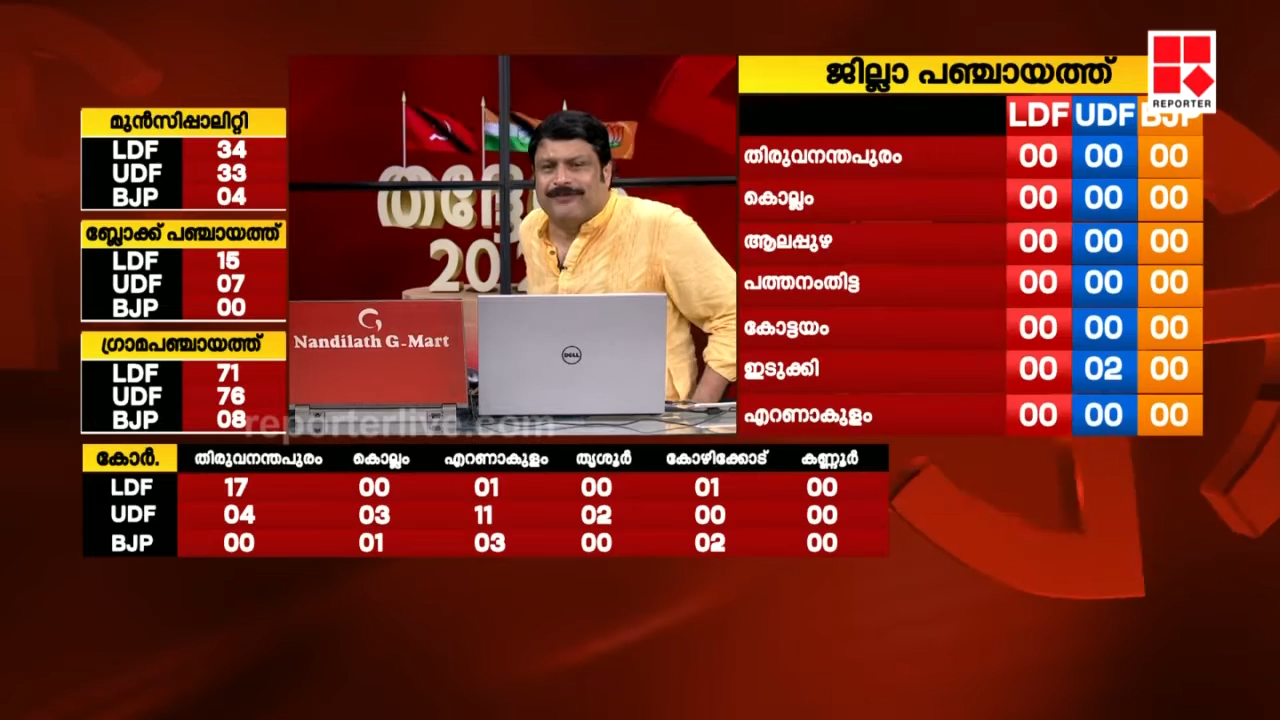 മുൻസിപ്പാലിറ്റി
LDF 34
UDF 33
BJP 04
ബ്ലോക്ക് പഞ്ചായത്ത്
LDF 15
UDF 07
BJP 00
ഗ്രാമപഞ്ചായത്ത്
LDF 71
UDF 76
BJP 08
Nandilath G-Mart
DELL
reporterlive.com
ജില്ലാ പഞ്ചായത്ത്
REPORTER
LDF UDF BJP
തിരുവനന്തപുരം 00 00 00
കൊല്ലം 00 00 00
ആലപ്പുഴ 00 00 00
പത്തനംതിട്ട 00 00 00
കോട്ടയം 00 00 00
ഇടുക്കി 00 02 00
എറണാകുളം 00 00 00
കോർ. തിരുവനന്തപുരം കൊല്ലം എറണാകുളം തൃശൂർ കോഴിക്കോട് കണ്ണൂർ
LDF 17 00 01 00 01 00
UDF 04 03 11 02 00 00
BJP 00 01 03 00 02 00